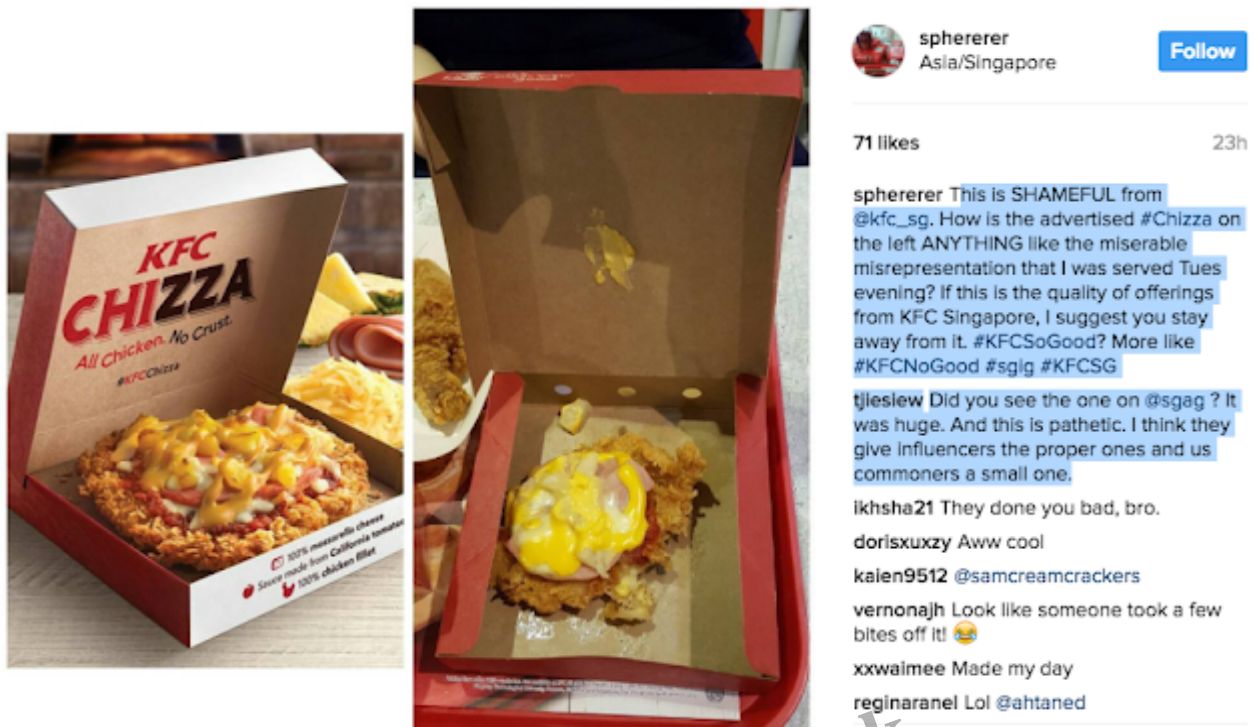 KFC
CHIZZA
All Chicken. No Crust.
#KFCChizza
100% mozzarella cheese
Sauce made from California tomatoes
100% chicken fillet
sphererer
Asia/Singapore
Follow
71 likes
23h
sphererer This is SHAMEFUL from
@kfc_sg. How is the advertised #Chizza on
the left ANYTHING like the miserable
misrepresentation that I was served Tues
evening? If this is the quality of offerings
from KFC Singapore, I suggest you stay
away from it. #KFCSoGood? More like
#KFCNoGood #sgig #KFCSG
tjiesiew Did you see the one on @sgag ? It
was huge. And this is pathetic. I think they
give influencers the proper ones and us
commoners a small one.
ikhsha21 They done you bad, bro.
dorisxuxzy Aww cool
kaien9512 @samcreamcrackers
vernonajh Look like someone took a few
bites off it! 😂
xxwaimee Made my day
reginaranel Lol @ahtaned